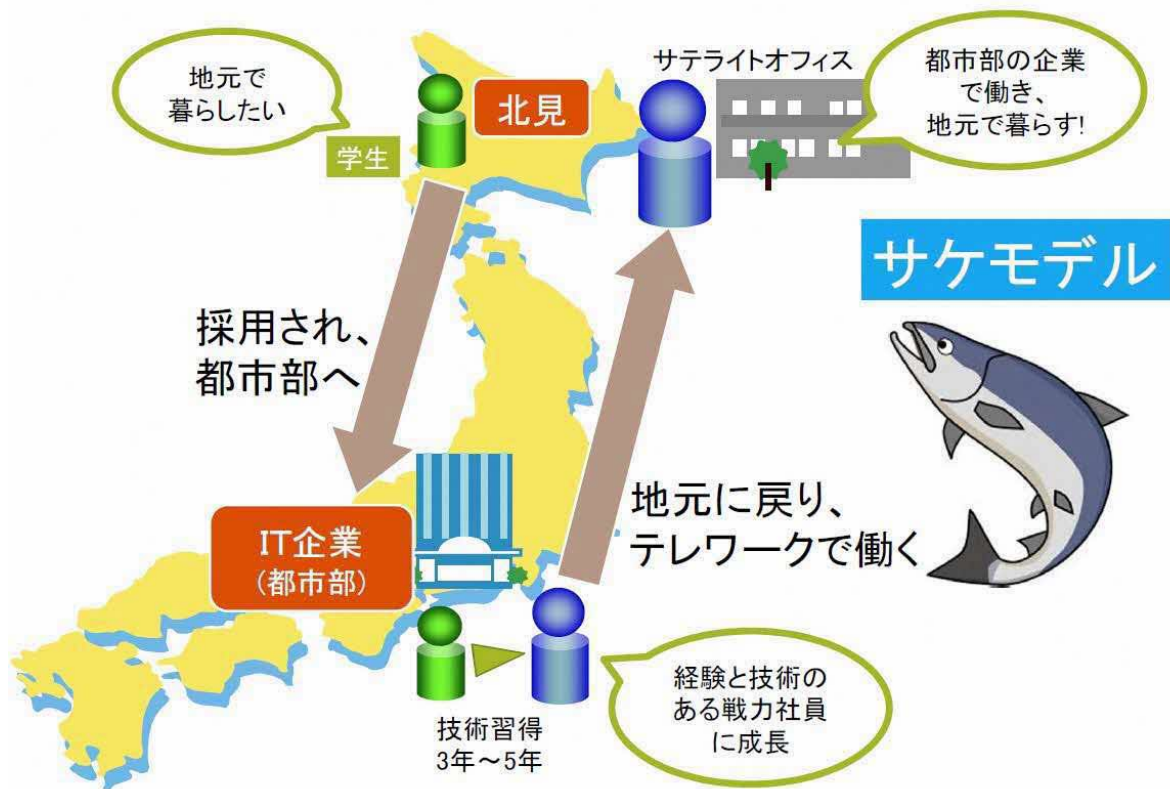 地元で
暮らしたい
学生
北見
サテライトオフィス
都市部の企業
で働き、
地元で暮らす!
サケモデル
採用され、
都市部へ
IT企業
(都市部)
地元に戻り、
テレワークで働く
技術習得
3年～5年
経験と技術の
ある戦力社員
に成長